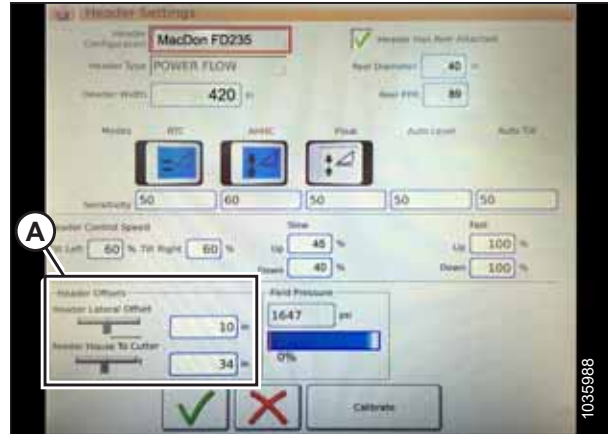 Header Settings
Header Configuration MacDon FD235
Header Has Reel Attached
Header Type POWER FLOW
Reel Diameter 40 in
Header Width 420 in
Reel PPR 89
Modes RTC AHHC Float Auto Level Auto Tilt
Sensitivity 50 60 50 50 50
Header Control Speed
Slow
Fast
A
Tilt Left 60 % Tilt Right 60 %
Up 45 %
Up 100 %
Down 40 %
Down 100 %
Header Offsets
Field Pressure
Header Lateral Offset
10 in
1647 psi
Feeder House To Cutter
34 in
0%
Calibrate
1035988